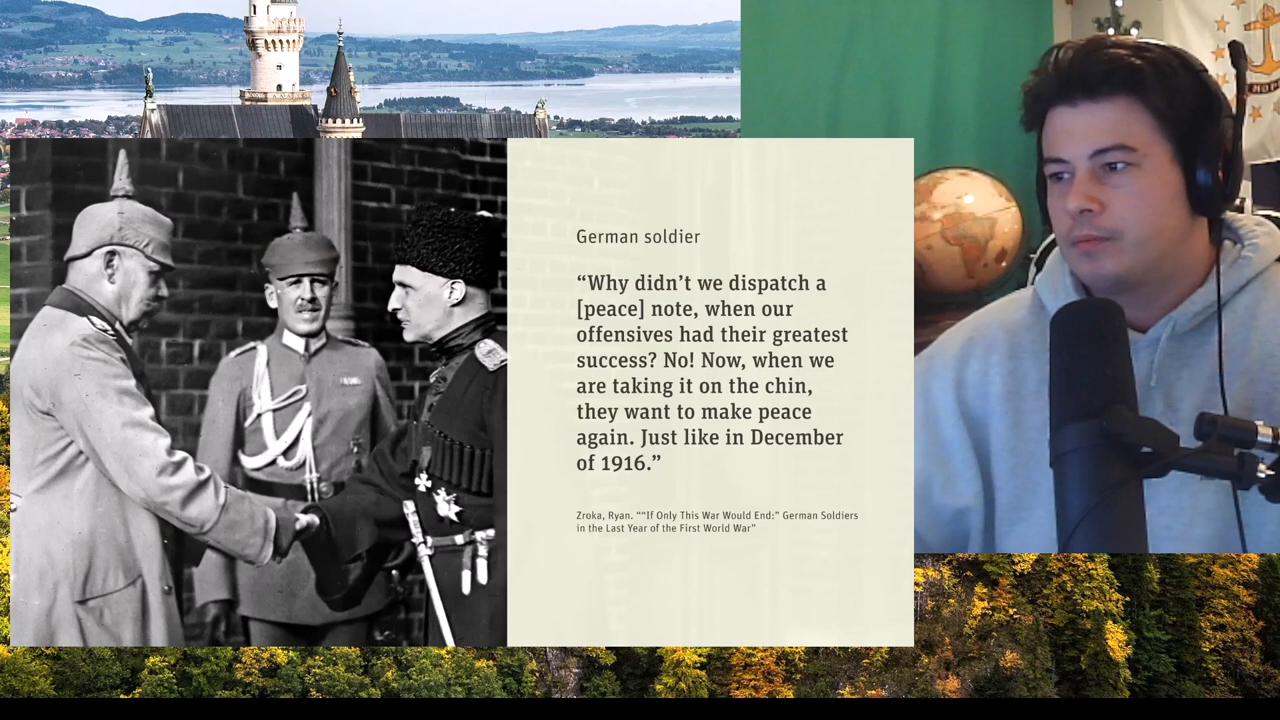 HOPE
German soldier
“Why didn’t we dispatch a
[peace] note, when our
offensives had their greatest
success? No! Now, when we
are taking it on the chin,
they want to make peace
again. Just like in December
of 1916.”
Zroka, Ryan. ““If Only This War Would End:” German Soldiers
in the Last Year of the First World War”